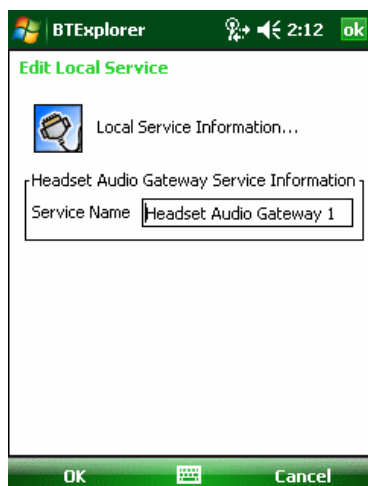 BTExplorer 2:12 ok
Edit Local Service
Local Service Information...
Headset Audio Gateway Service Information
Service Name Headset Audio Gateway 1
OK Cancel